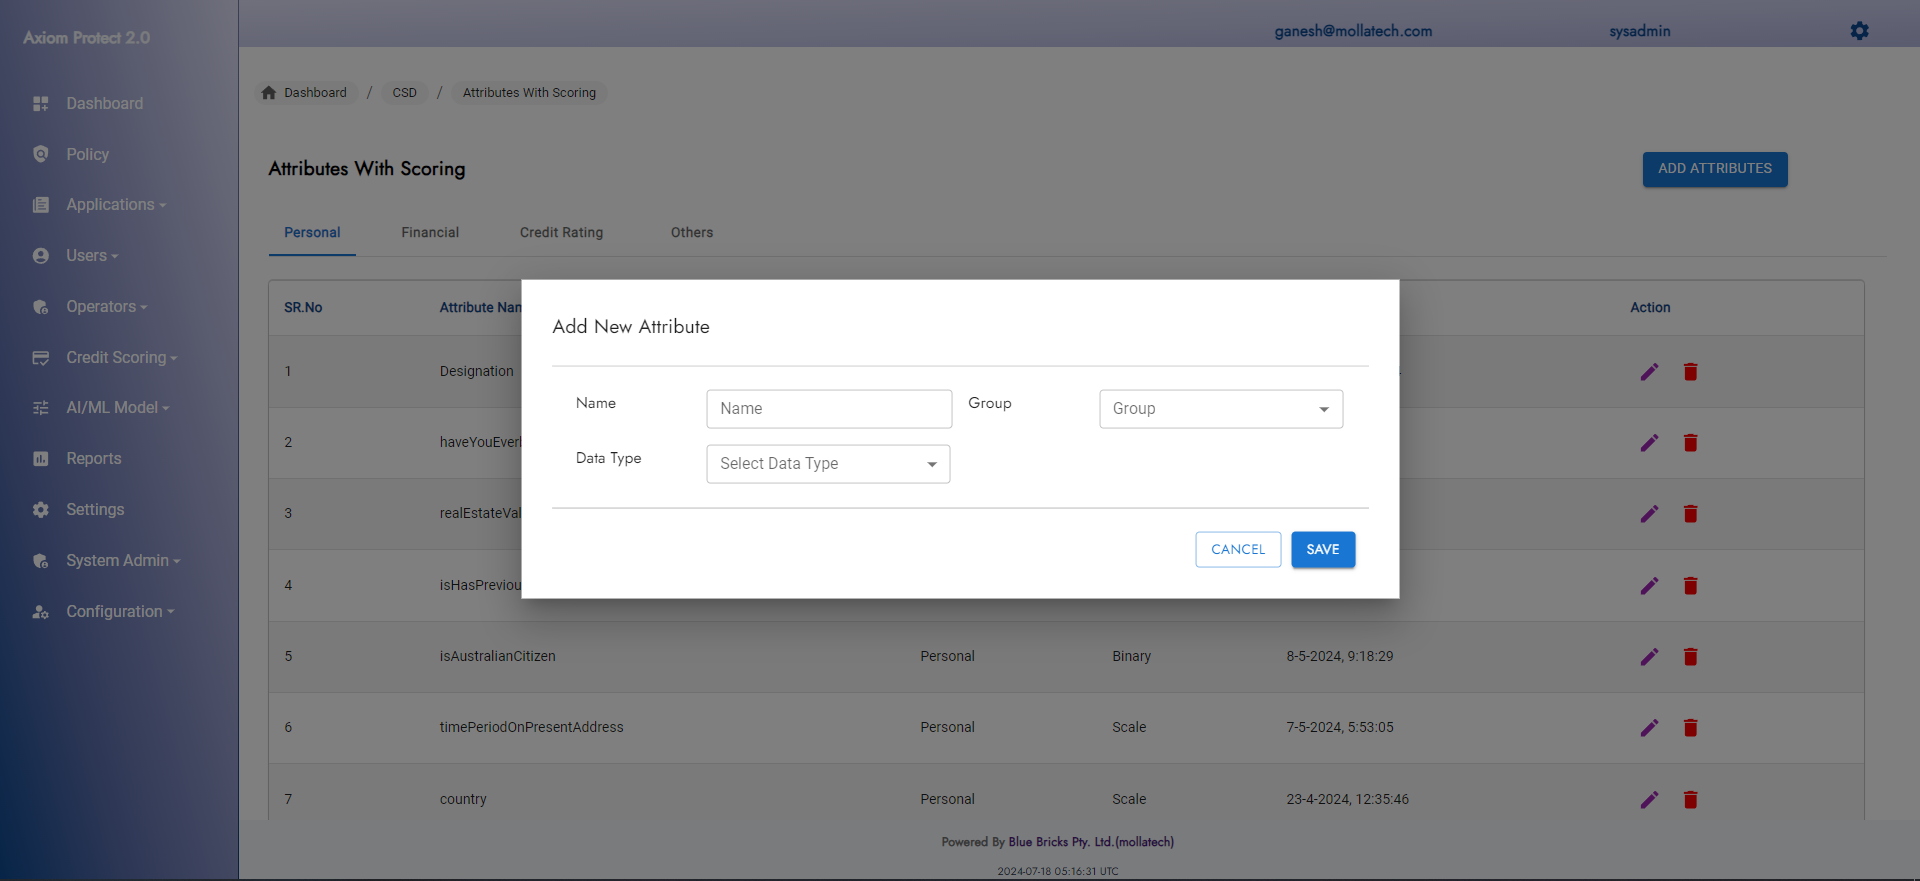 Axiom Protect 2.0
ganesh@mollatech.com
sysadmin
Dashboard
Policy
Applications
Users
Operators
Credit Scoring
AI/ML Model
Reports
Settings
System Admin
Configuration
Dashboard / CSD / Attributes With Scoring
Attributes With Scoring
ADD ATTRIBUTES
Personal Financial Credit Rating Others
SR.No Attribute Action
1 Designation
2
3
4
5 isAustralianCitizen Personal Binary 8-5-2024, 9:18:29
6 timePeriodOnPresentAddress Personal Scale 7-5-2024, 5:53:05
7 country Personal Scale 23-4-2024, 12:35:46
Add New Attribute
Name Name Group Group
Data Type Select Data Type
CANCEL SAVE
Powered By Blue Bricks Pty. Ltd.(mollatech)
2024-07-18 05:16:31 UTC